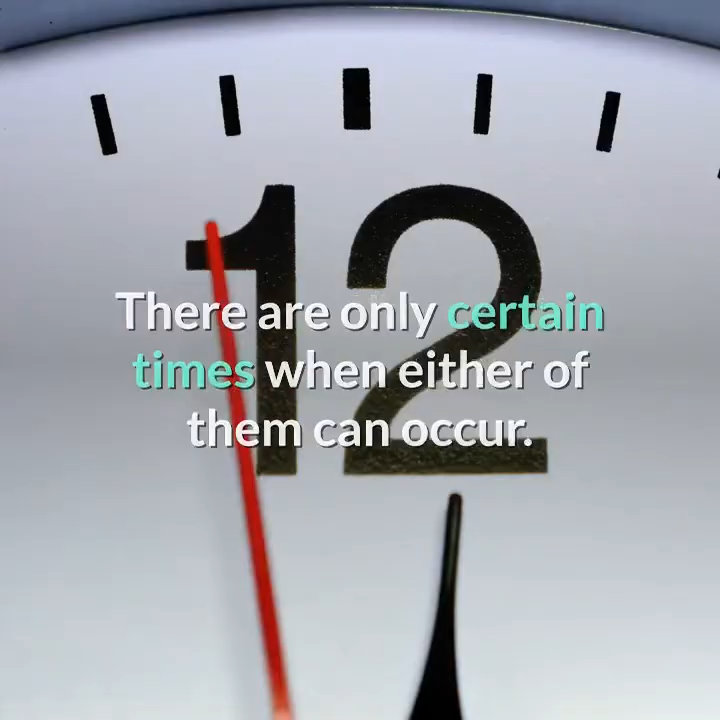 12
There are only certain
times when either of
them can occur.